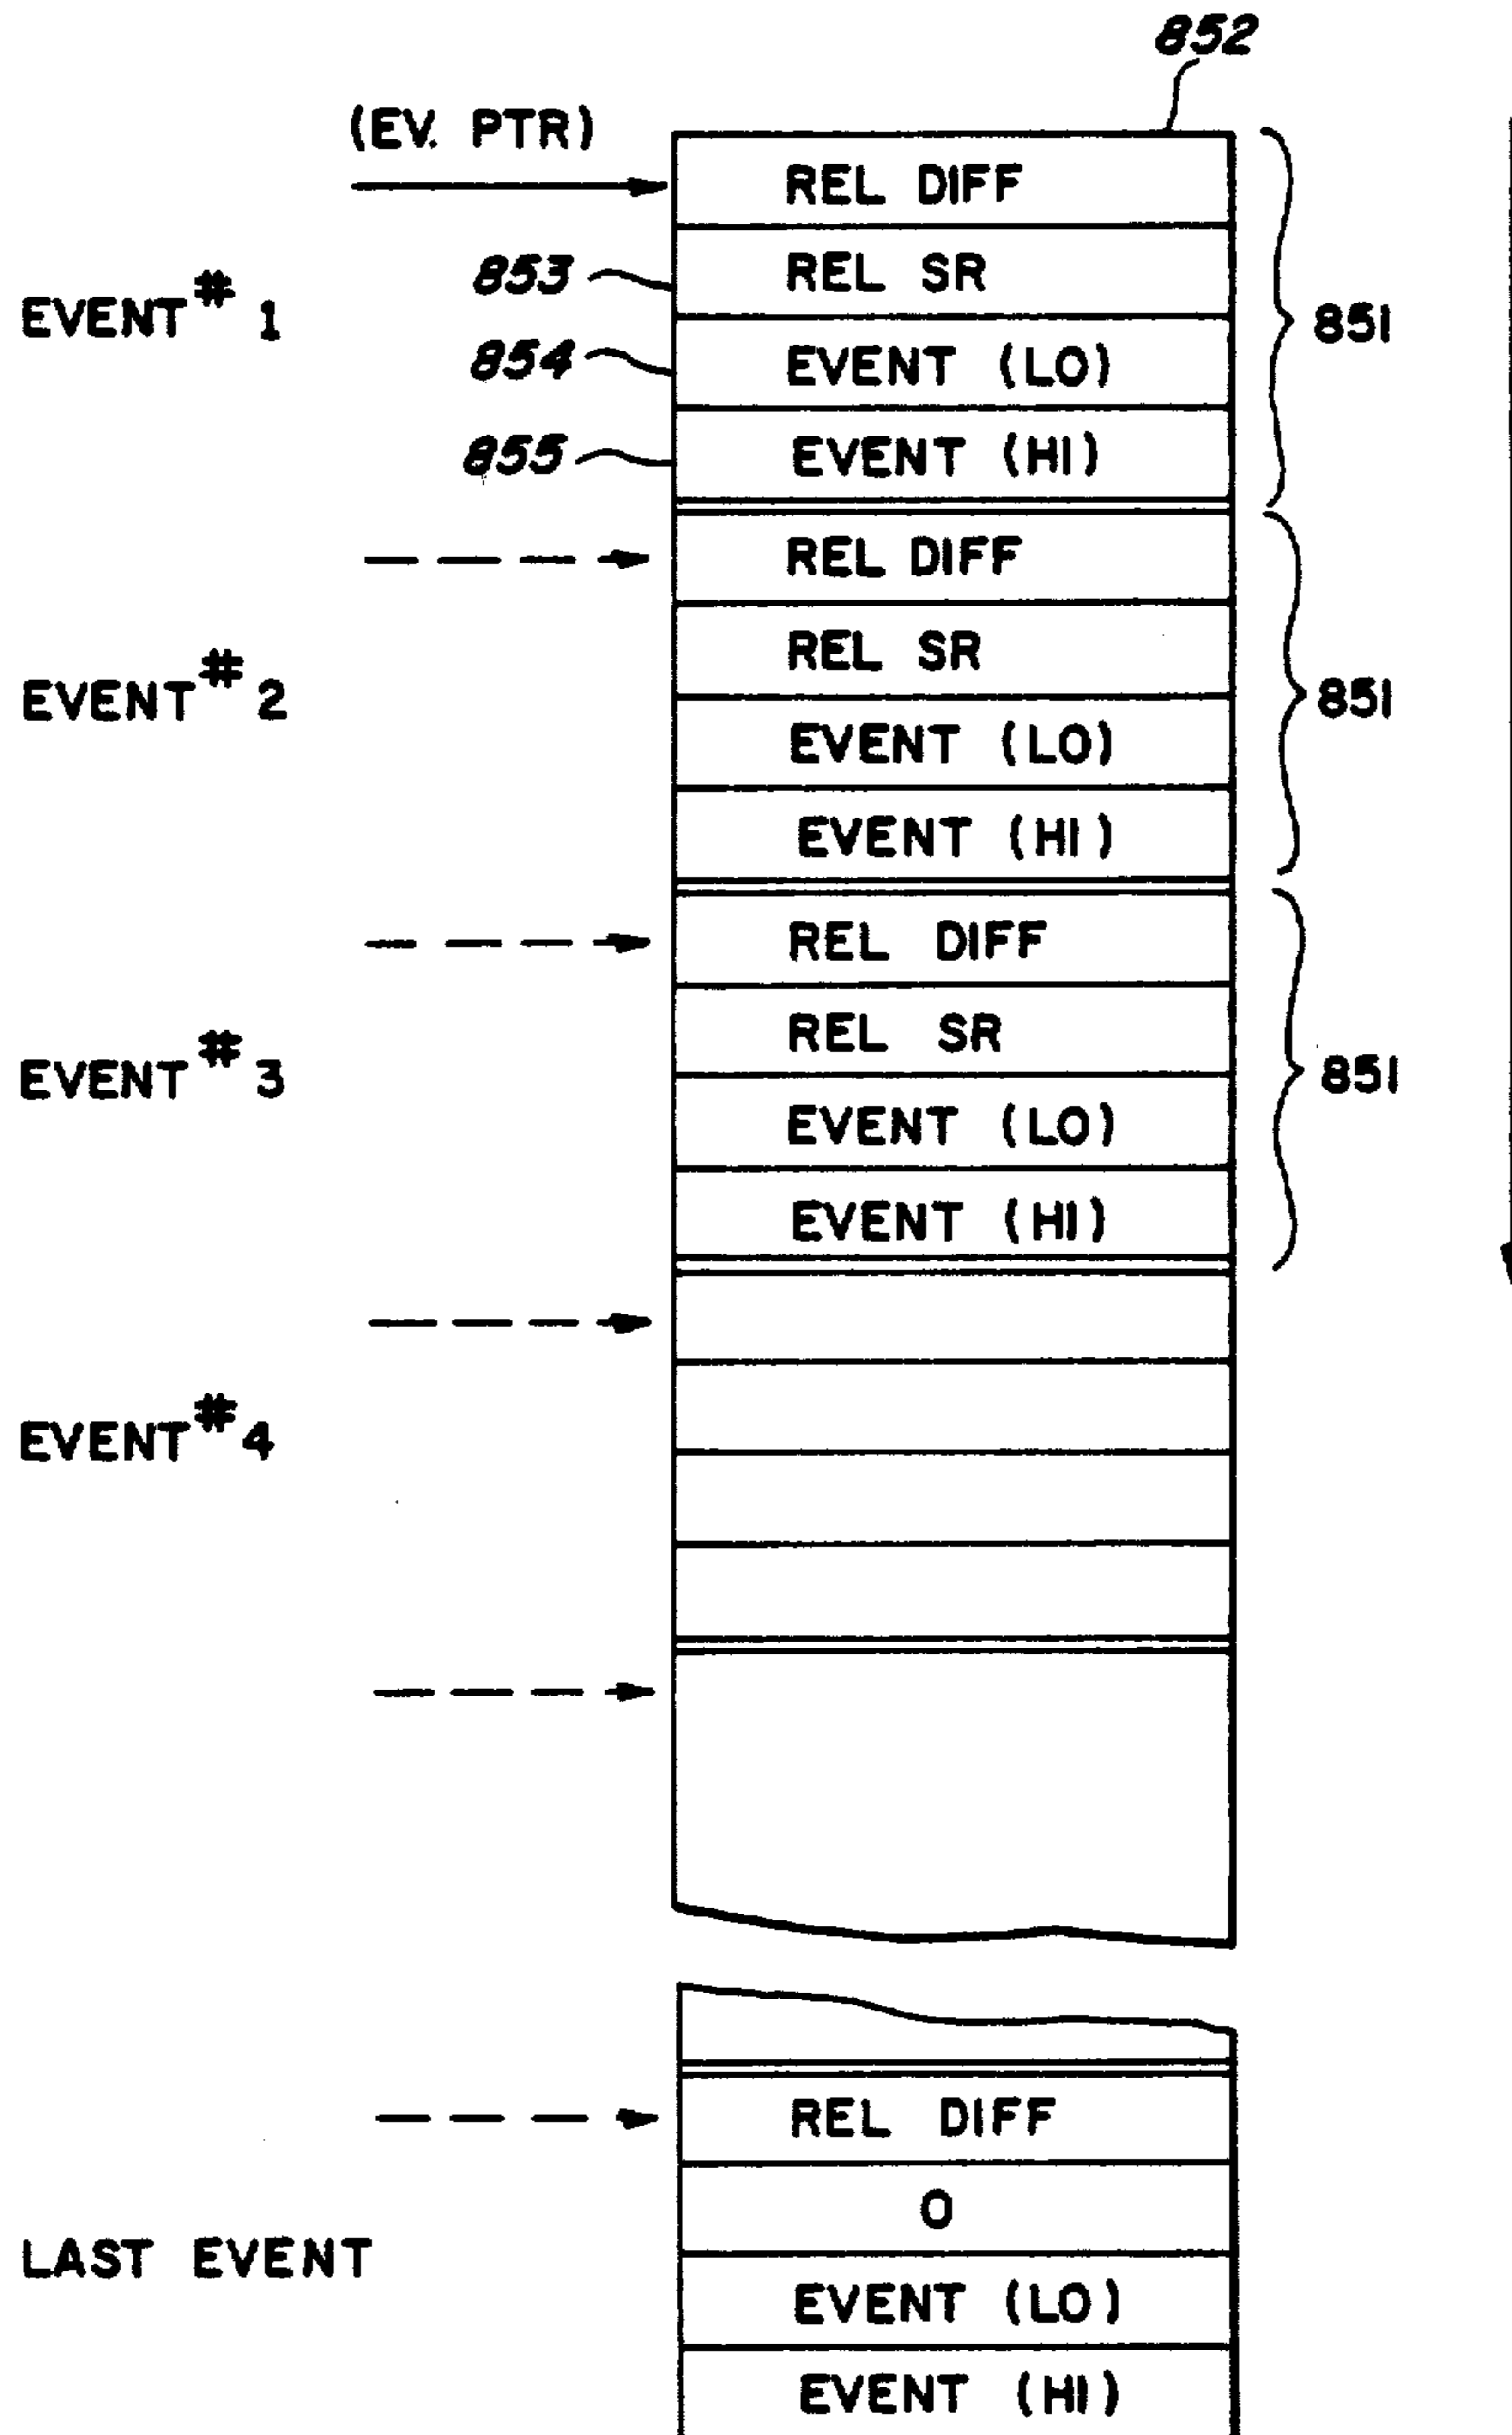 852
(EV. PTR)
REL DIFF
853
REL SR
EVENT # 1
851
854
EVENT (LO)
855
EVENT (HI)
REL DIFF
REL SR
EVENT # 2
851
EVENT (LO)
EVENT (HI)
REL DIFF
REL SR
EVENT # 3
851
EVENT (LO)
EVENT (HI)
EVENT # 4
REL DIFF
0
LAST EVENT
EVENT (LO)
EVENT (HI)